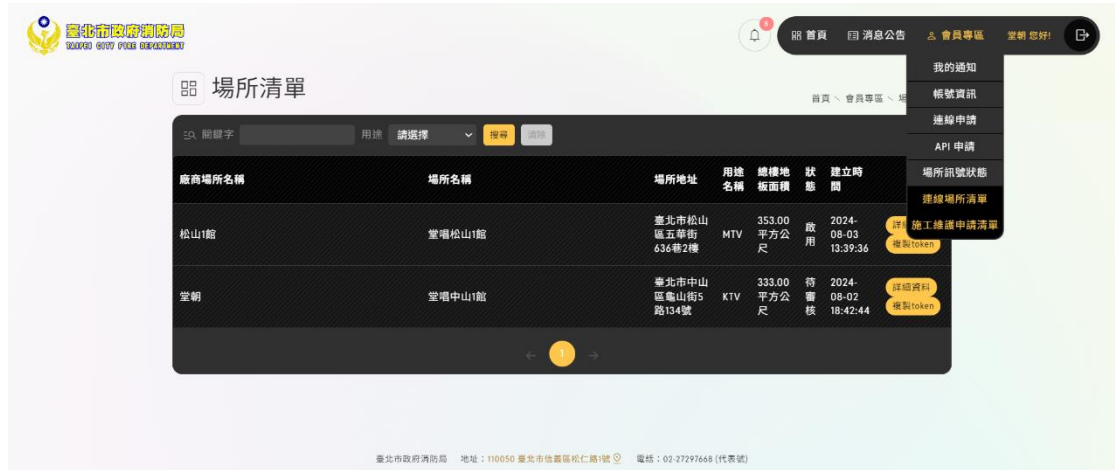 臺北市政府消防局
TAIPEI CITY FIRE DEPARTMENT
8
首頁
消息公告
會員專區
堂朝 您好!
我的通知
帳號資訊
連線申請
API 申請
場所訊號狀態
連線場所清單
施工維護申請清單
場所清單
首頁 \ 會員專區 \ 場
關鍵字
用途
請選擇
搜尋
清除
廠商場所名稱
場所名稱
場所地址
用途
名稱
總樓地
板面積
狀
態
建立時
間
松山1館
堂唱松山1館
臺北市松山
區五華街
636巷2樓
MTV
353.00
平方公
尺
啟
用
2024-
08-03
13:39:36
複製token
堂朝
堂唱中山1館
臺北市中山
區龜山街5
路134號
KTV
333.00
平方公
尺
待
審
核
2024-
08-02
18:42:44
詳細資料
複製token
← 1 →
臺北市政府消防局 地址：110050 臺北市信義區松仁路1號 電話：02-27297668 (代表號)